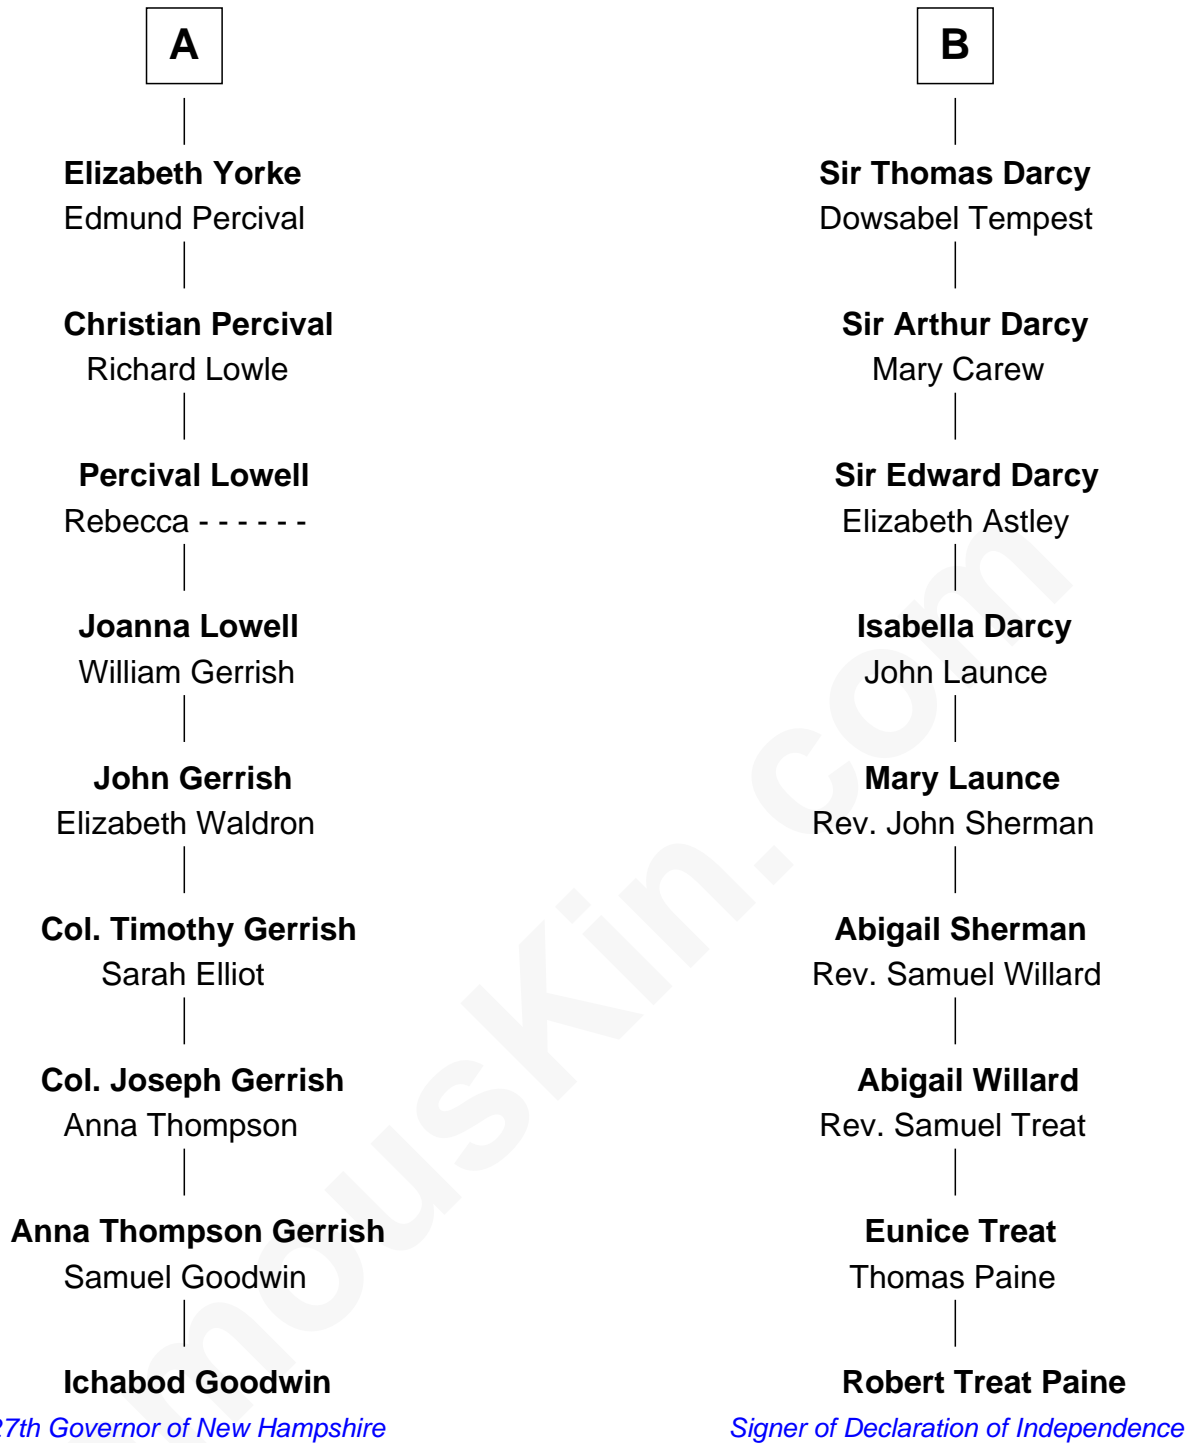 A
Elizabeth Yorke
Edmund Percival
Christian Percival
Richard Lowle
Percival Lowell
Rebecca - - - - - -
Joanna Lowell
William Gerrish
John Gerrish
Elizabeth Waldron
Col. Timothy Gerrish
Sarah Elliot
Col. Joseph Gerrish
Anna Thompson
Anna Thompson Gerrish
Samuel Goodwin
Ichabod Goodwin
27th Governor of New Hampshire
B
Sir Thomas Darcy
Dowsabel Tempest
Sir Arthur Darcy
Mary Carew
Sir Edward Darcy
Elizabeth Astley
Isabella Darcy
John Launce
Mary Launce
Rev. John Sherman
Abigail Sherman
Rev. Samuel Willard
Abigail Willard
Rev. Samuel Treat
Eunice Treat
Thomas Paine
Robert Treat Paine
Signer of Declaration of Independence
mousKin.com